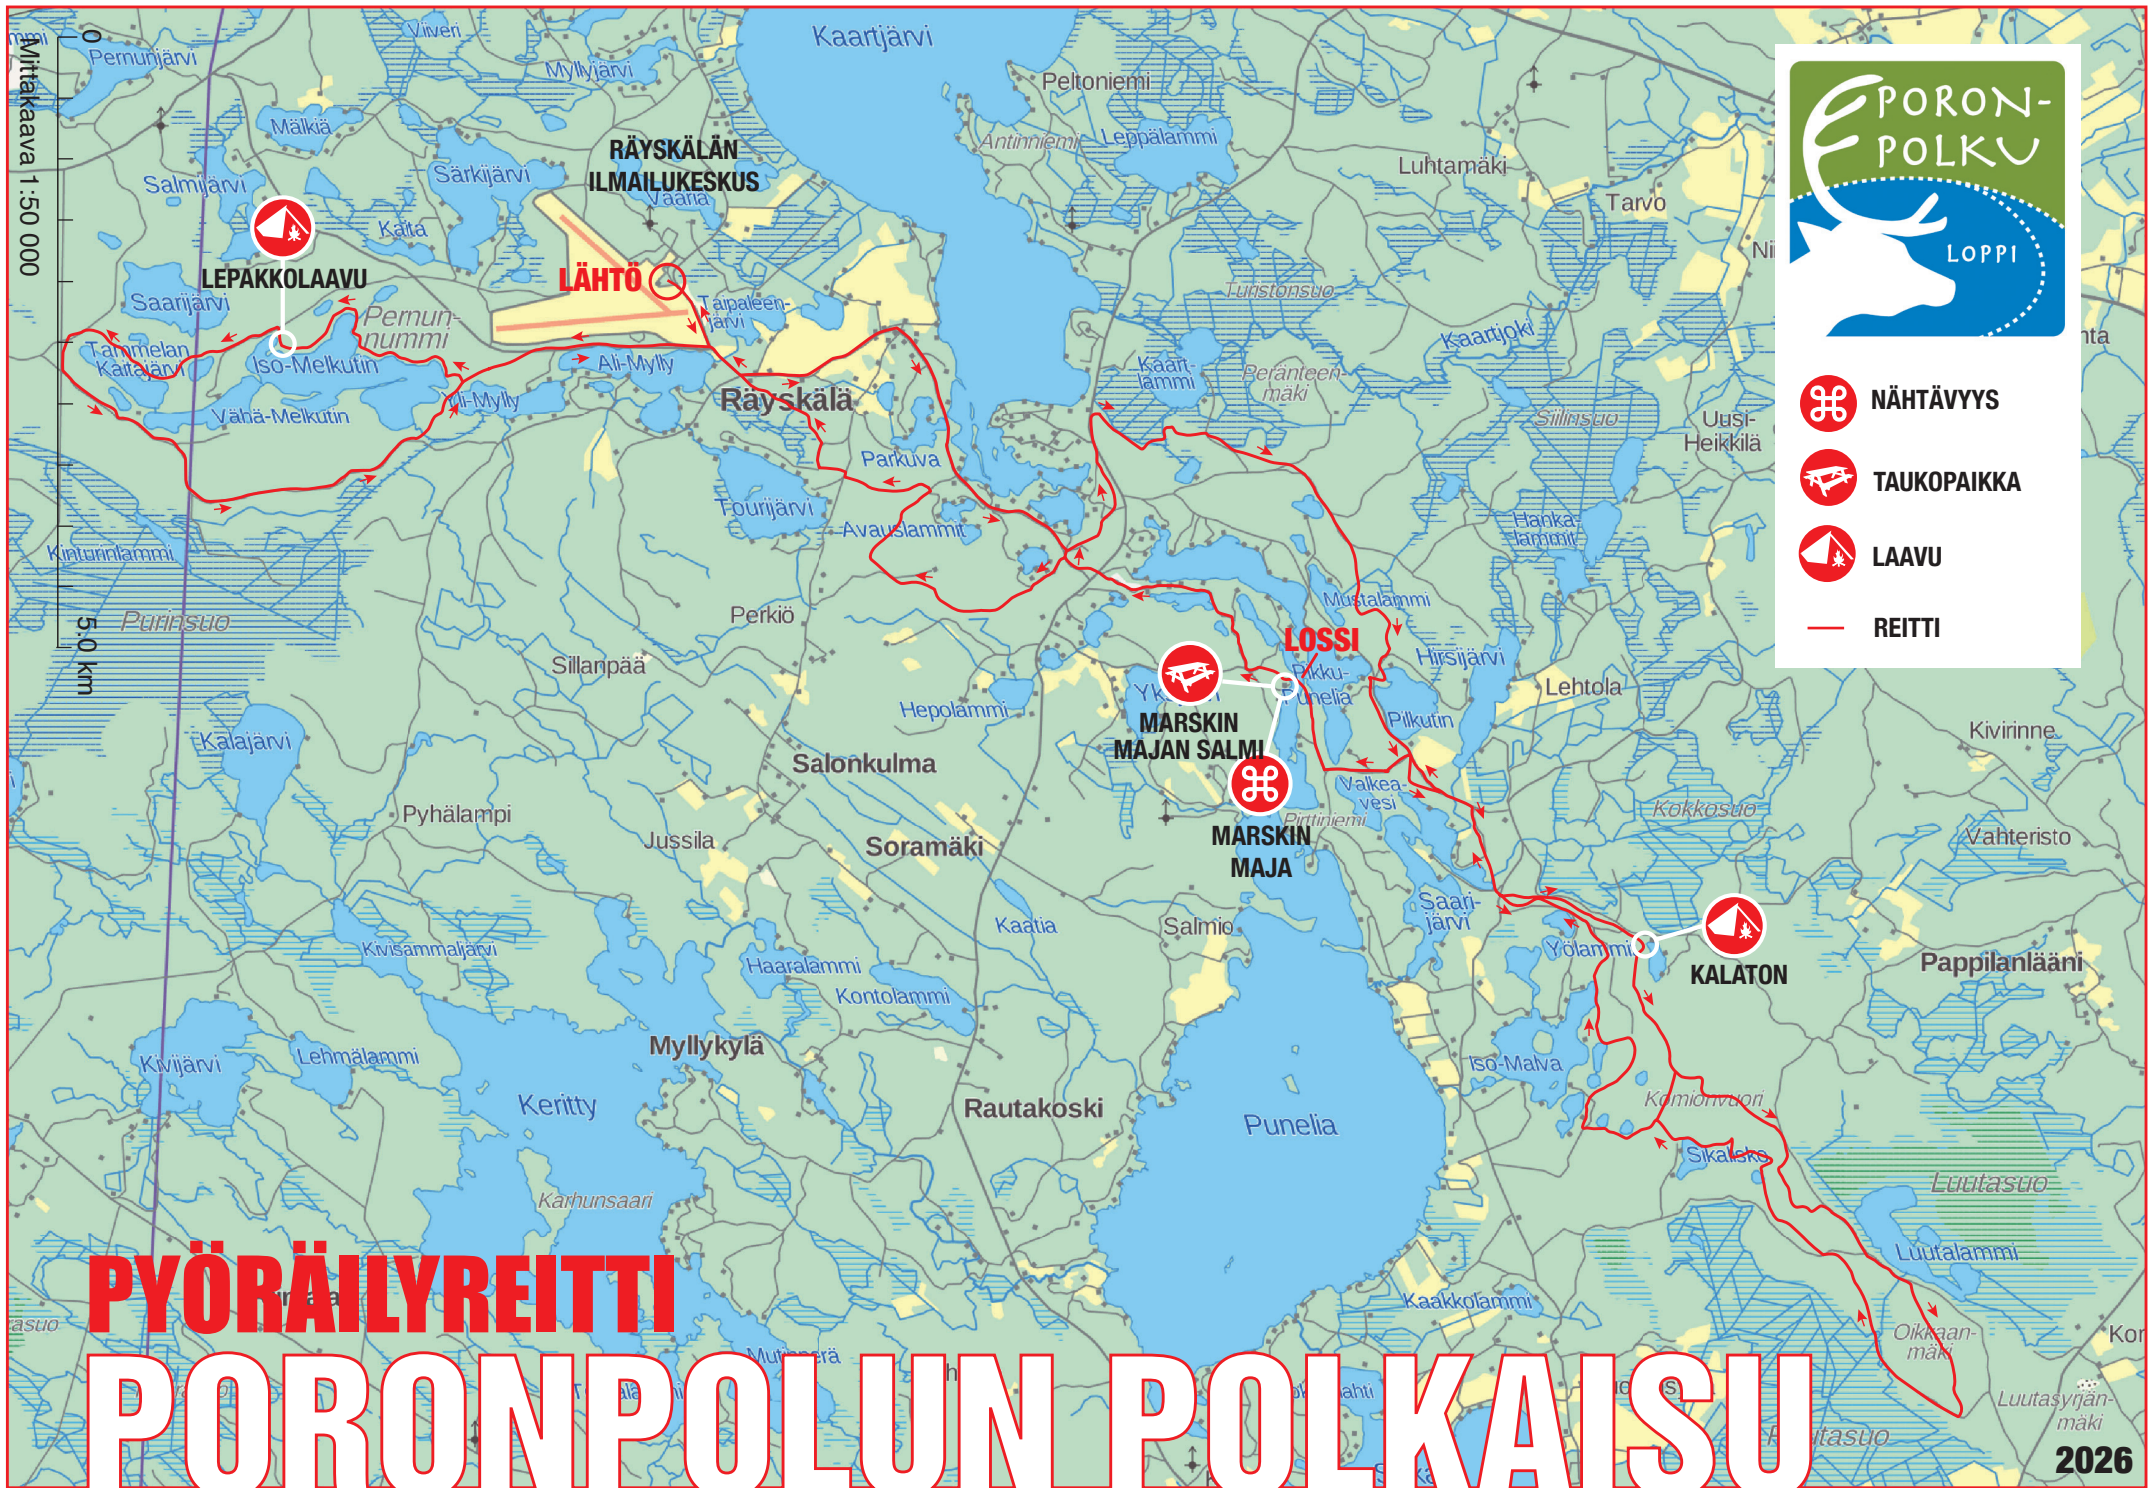 Mittakaava 1:50 000
0
5.0 km
Pernunjärvi
Viiveri
Myllyjärvi
Kaartjärvi
Peltoniemi
Antinniemi
Leppälammi
Luhtamäki
Tarvo
Mälkiä
Salmijärvi
Särkijärvi
Kaita
RÄYSKÄLÄN
ILMAILUKESKUS
Vaaria
LEPAKKOLAAVU
LÄHTÖ
Saarijärvi
Pernun-
nummi
Taipaleen-
järvi
Tammelan
Kaitajärvi
Iso-Melkutin
Ali-Mylly
Vähä-Melkutin
Yli-Mylly
Räyskälä
Turistonsuo
Kaartjoki
Kaart-
lammi
Peränteen-
mäki
Siilinsuo
Uusi-
Heikkilä
Parkuva
Tourijärvi
Avauslammit
Hanka-
lammit
Kinturinlammi
Purinsuo
Perkiö
Sillanpää
Mustalammi
LOSSI
Hirsijärvi
Pikku-
Punelia
Lehtola
Pilkutin
Hepolammi
MARSKIN
MAJAN SALMI
Kalajärvi
Salonkulma
Kivirinne
Valkea-
vesi
Pirttiniemi
Kokkosuo
Pyhälampi
Jussila
Soramäki
MARSKIN
MAJA
Vahteristo
Saari-
järvi
Kaatia
Salmio
Yölammi
KALATON
Pappilanlääni
Kivisammaljärvi
Haaralammi
Kontolammi
Kivijärvi
Lehmälammi
Myllykylä
Iso-Malva
Keritty
Rautakoski
Punelia
Komionvuori
Sikalisko
Luutasuo
Karhunsaari
Luutalammi
Kaakkolammi
Oikkaan-
mäki
Luutasyrjän-
mäki
PORON-
POLKU
LOPPI
NÄHTÄVYYS
TAUKOPAIKKA
LAAVU
REITTI
PYÖRÄILYREITTI
PORONPOLUN POLKAISU
2026